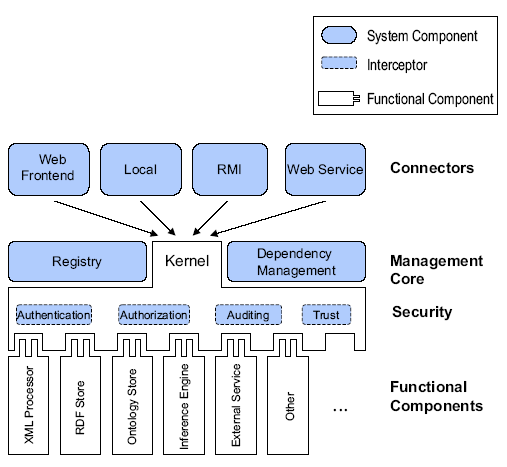 System Component
Interceptor
Functional Component
Web
Frontend
Local
RMI
Web Service
Connectors
Registry
Kernel
Dependency
Management
Management
Core
Authentication
Authorization
Auditing
Trust
Security
XML Processor
RDF Store
Ontology Store
Inference Engine
External Service
Other
...
Functional
Components